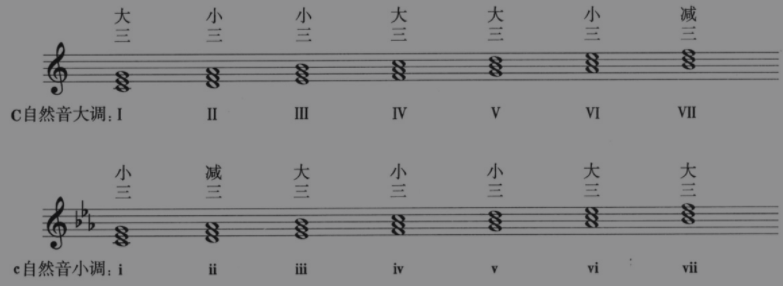 大三 小三 小三 大三 大三 小三 减三
C自然音大调：I II III IV V VI VII
小三 减三 大三 小三 小三 大三 大三
c自然音小调：i ii iii iv v vi vii